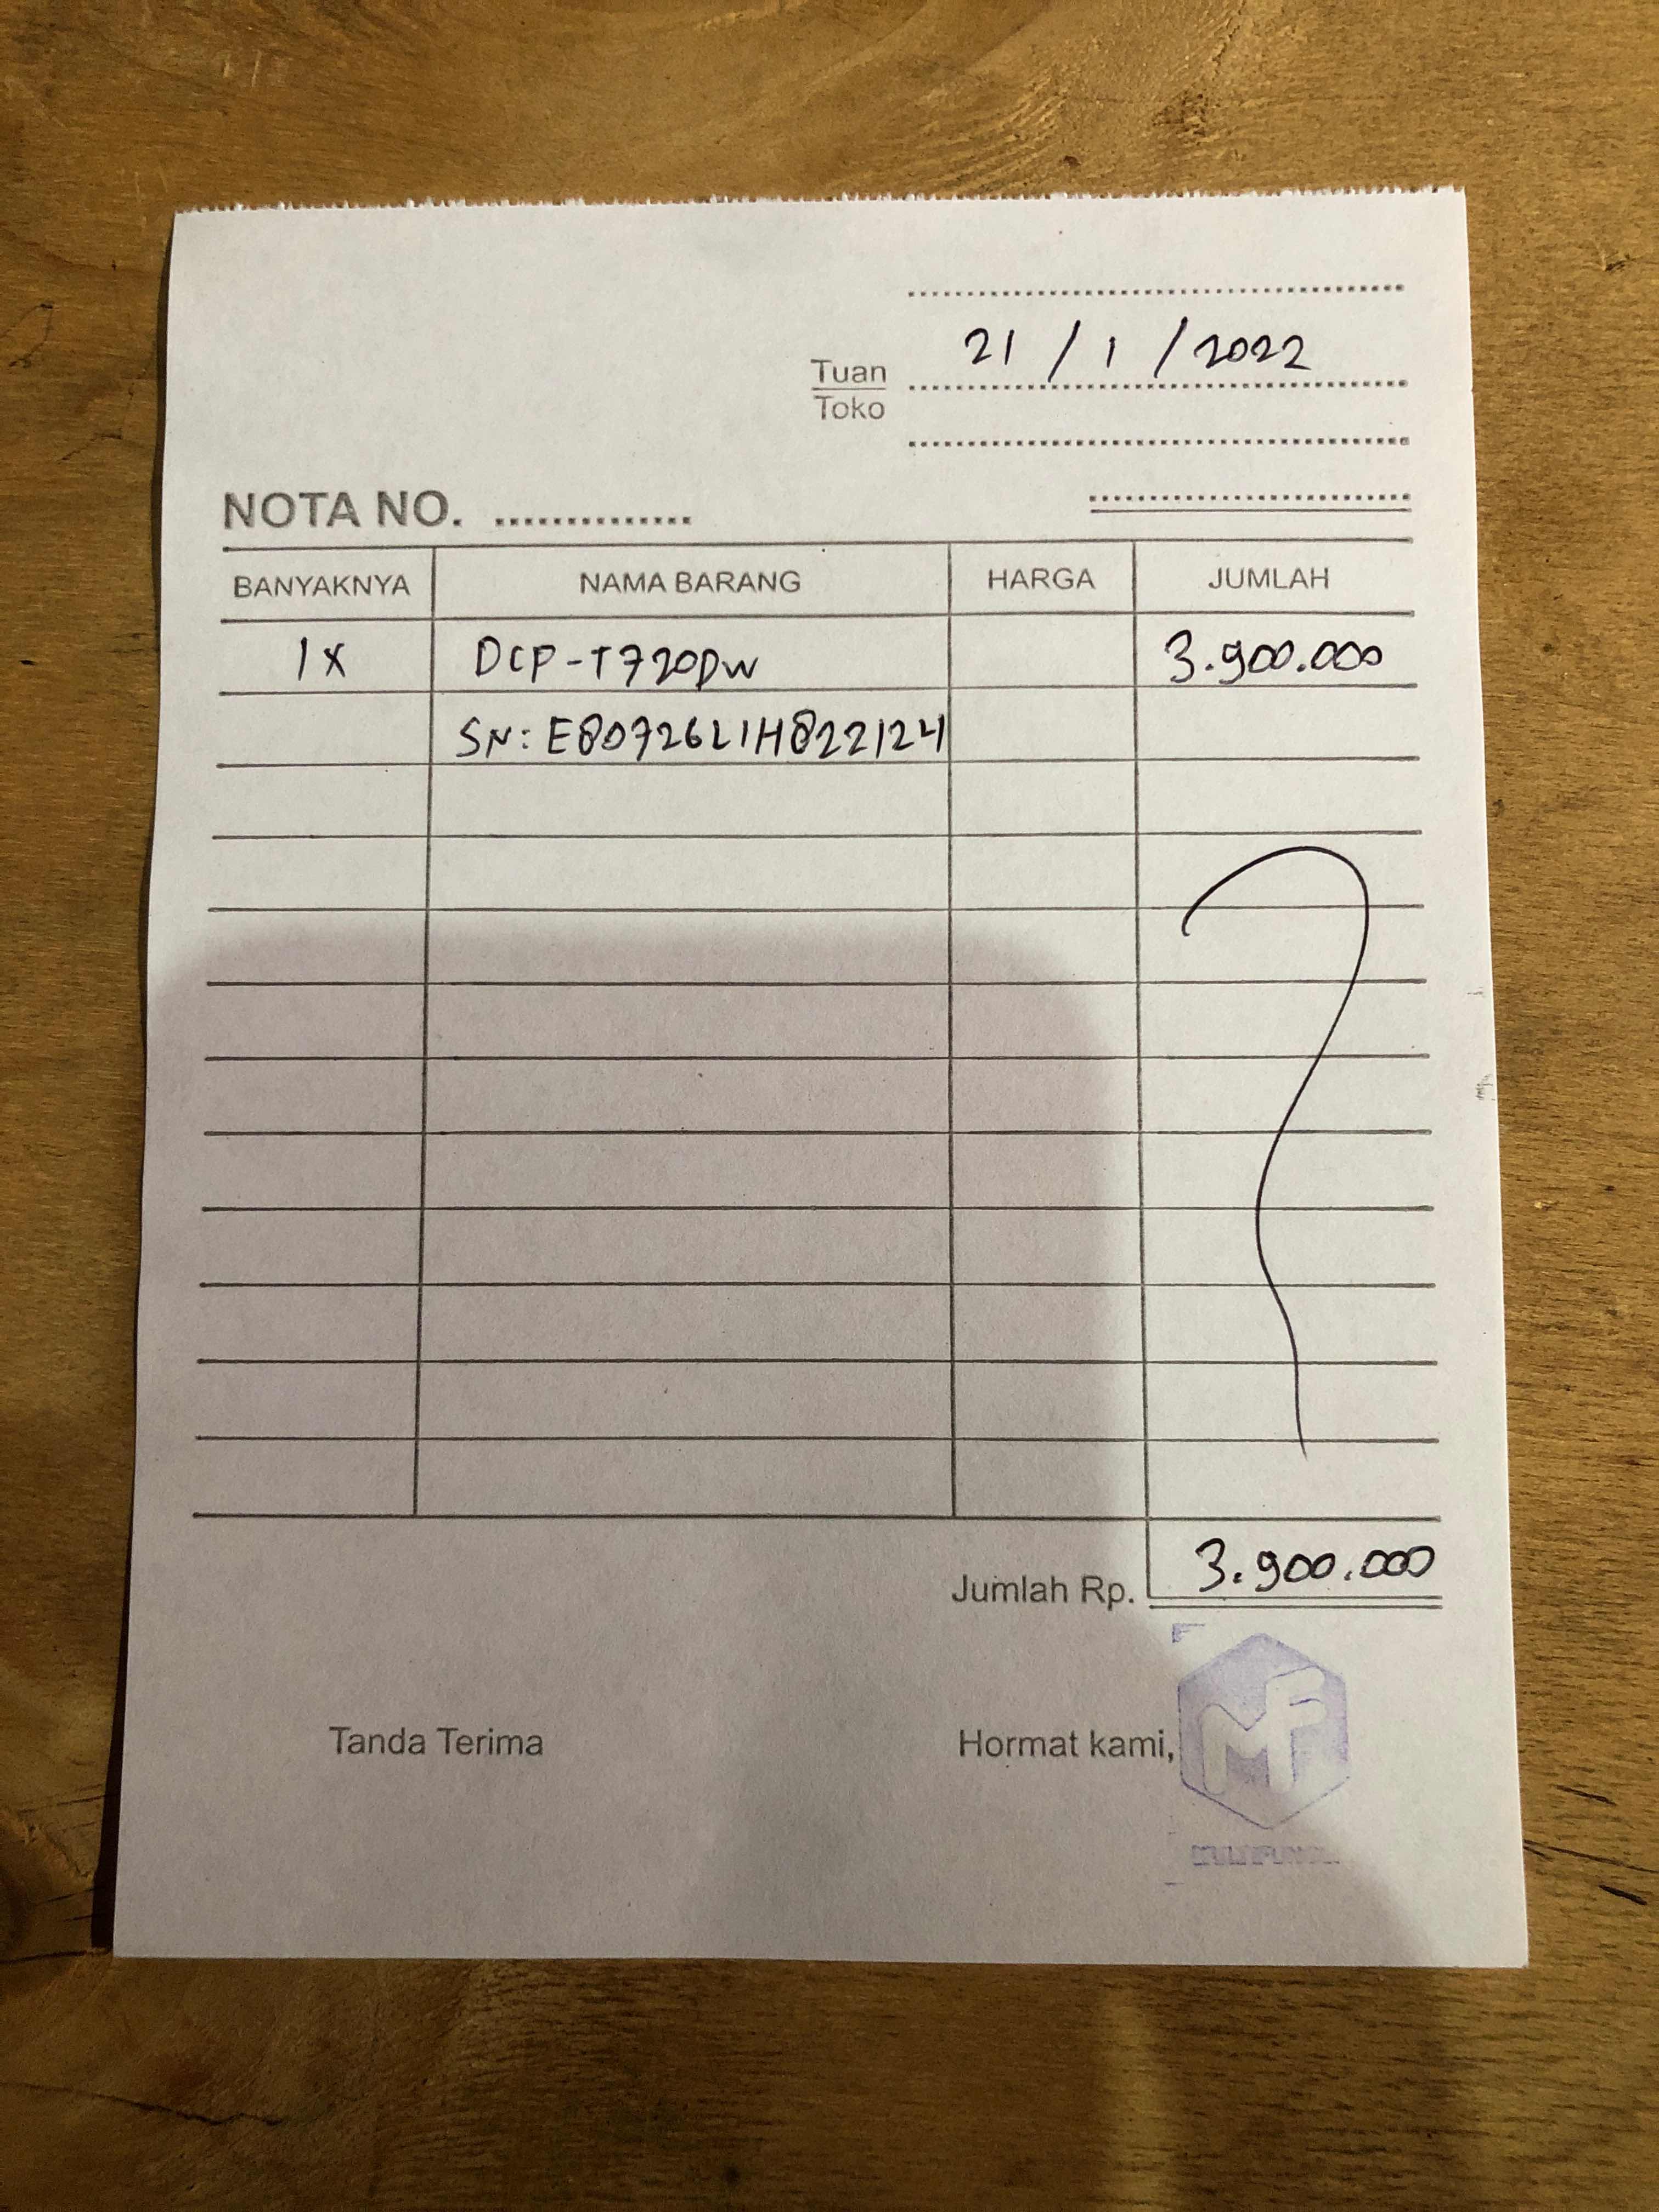 21 / 1 / 2022
Tuan
Toko
NOTA NO. ..............
BANYAKNYA NAMA BARANG HARGA JUMLAH
1x DCP-T720DW 3.900.000
SN: E80726L1H822124
Jumlah Rp. 3.900.000
Tanda Terima Hormat kami,
MF